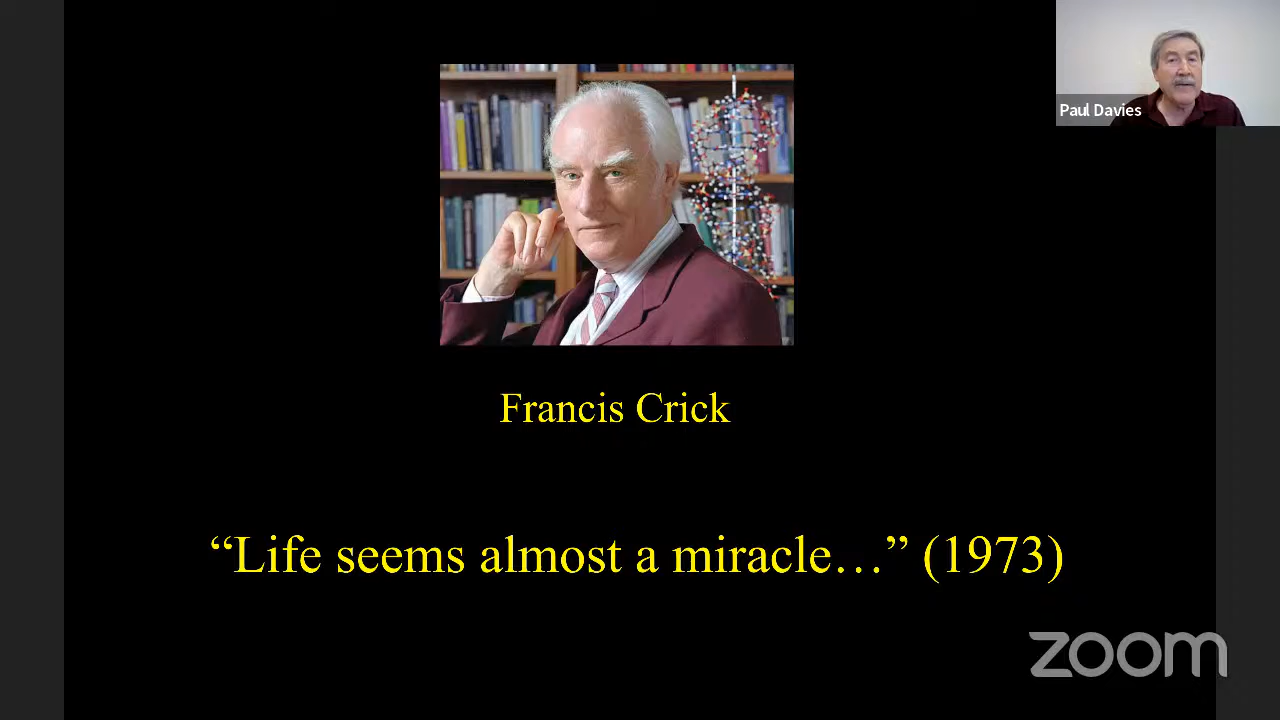 Paul Davies
Francis Crick
“Life seems almost a miracle…” (1973)
zoom